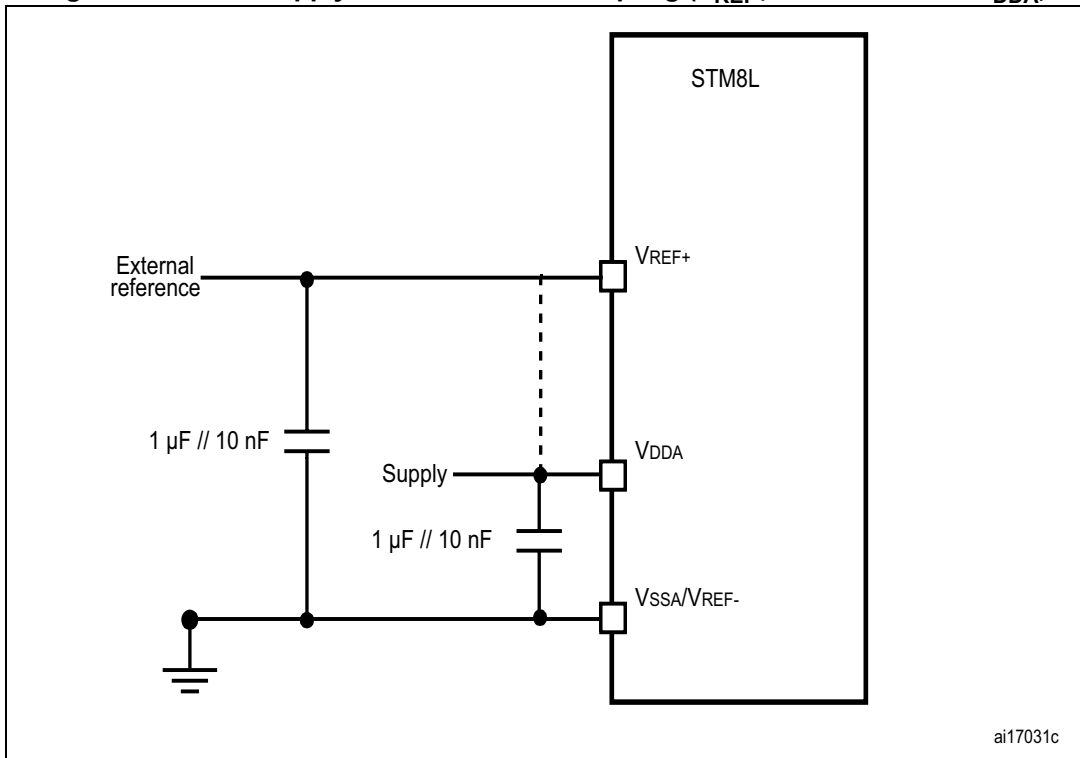 STM8L
VREF+
External
reference
1 µF // 10 nF
VDDA
Supply
1 µF // 10 nF
VSSA/VREF-
ai17031c